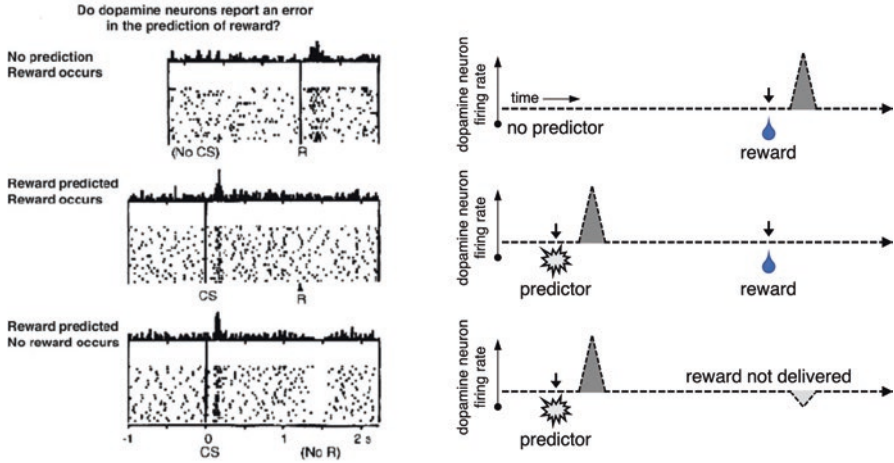 Do dopamine neurons report an error
in the prediction of reward?
No prediction
Reward occurs
(No CS)
R
Reward predicted
Reward occurs
CS
R
Reward predicted
No reward occurs
-1
0
1
2 s
CS
(No R)
dopamine neuron
firing rate
time
no predictor
reward
dopamine neuron
firing rate
predictor
reward
dopamine neuron
firing rate
reward not delivered
predictor